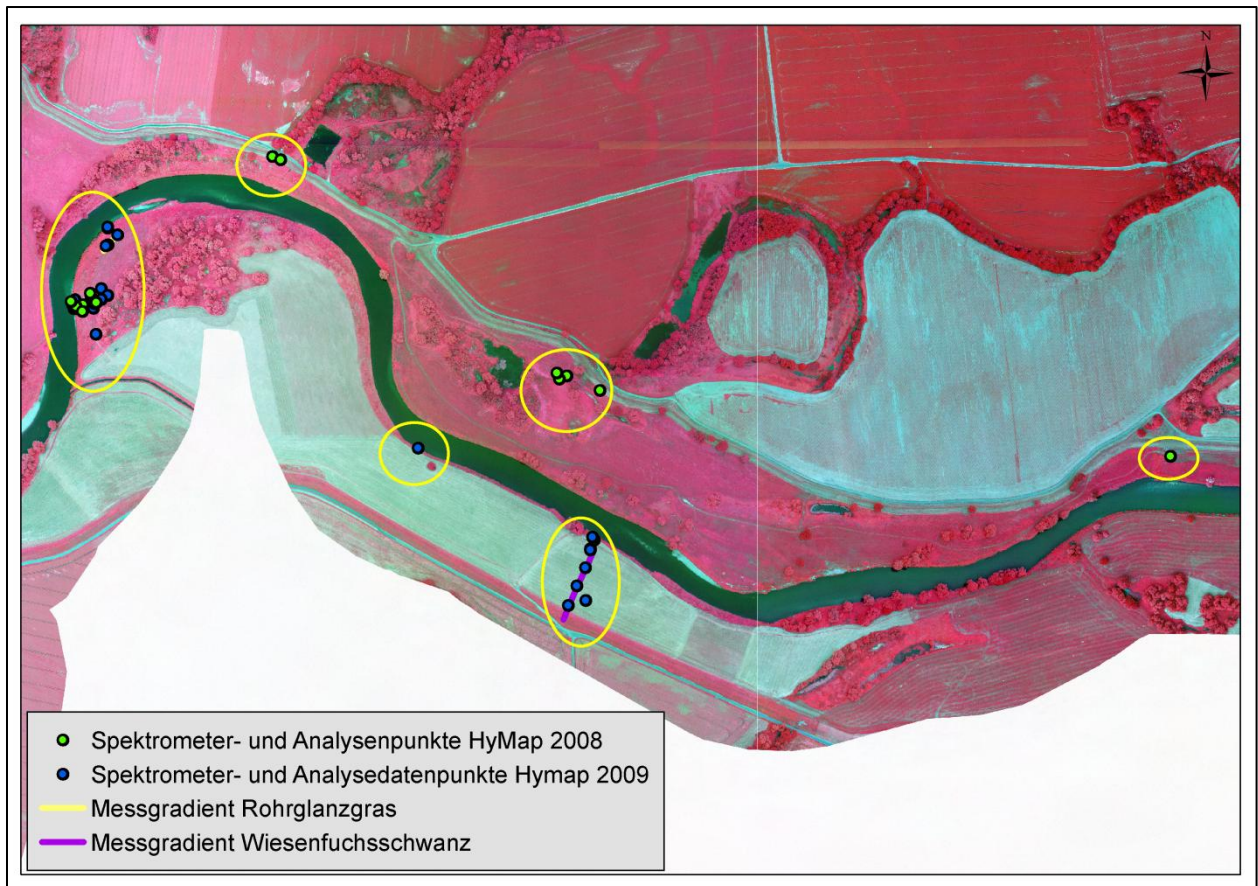 N
Spektrometer- und Analysenpunkte HyMap 2008
Spektrometer- und Analysedatenpunkte Hymap 2009
Messgradient Rohrglanzgras
Messgradient Wiesenfuchsschwanz